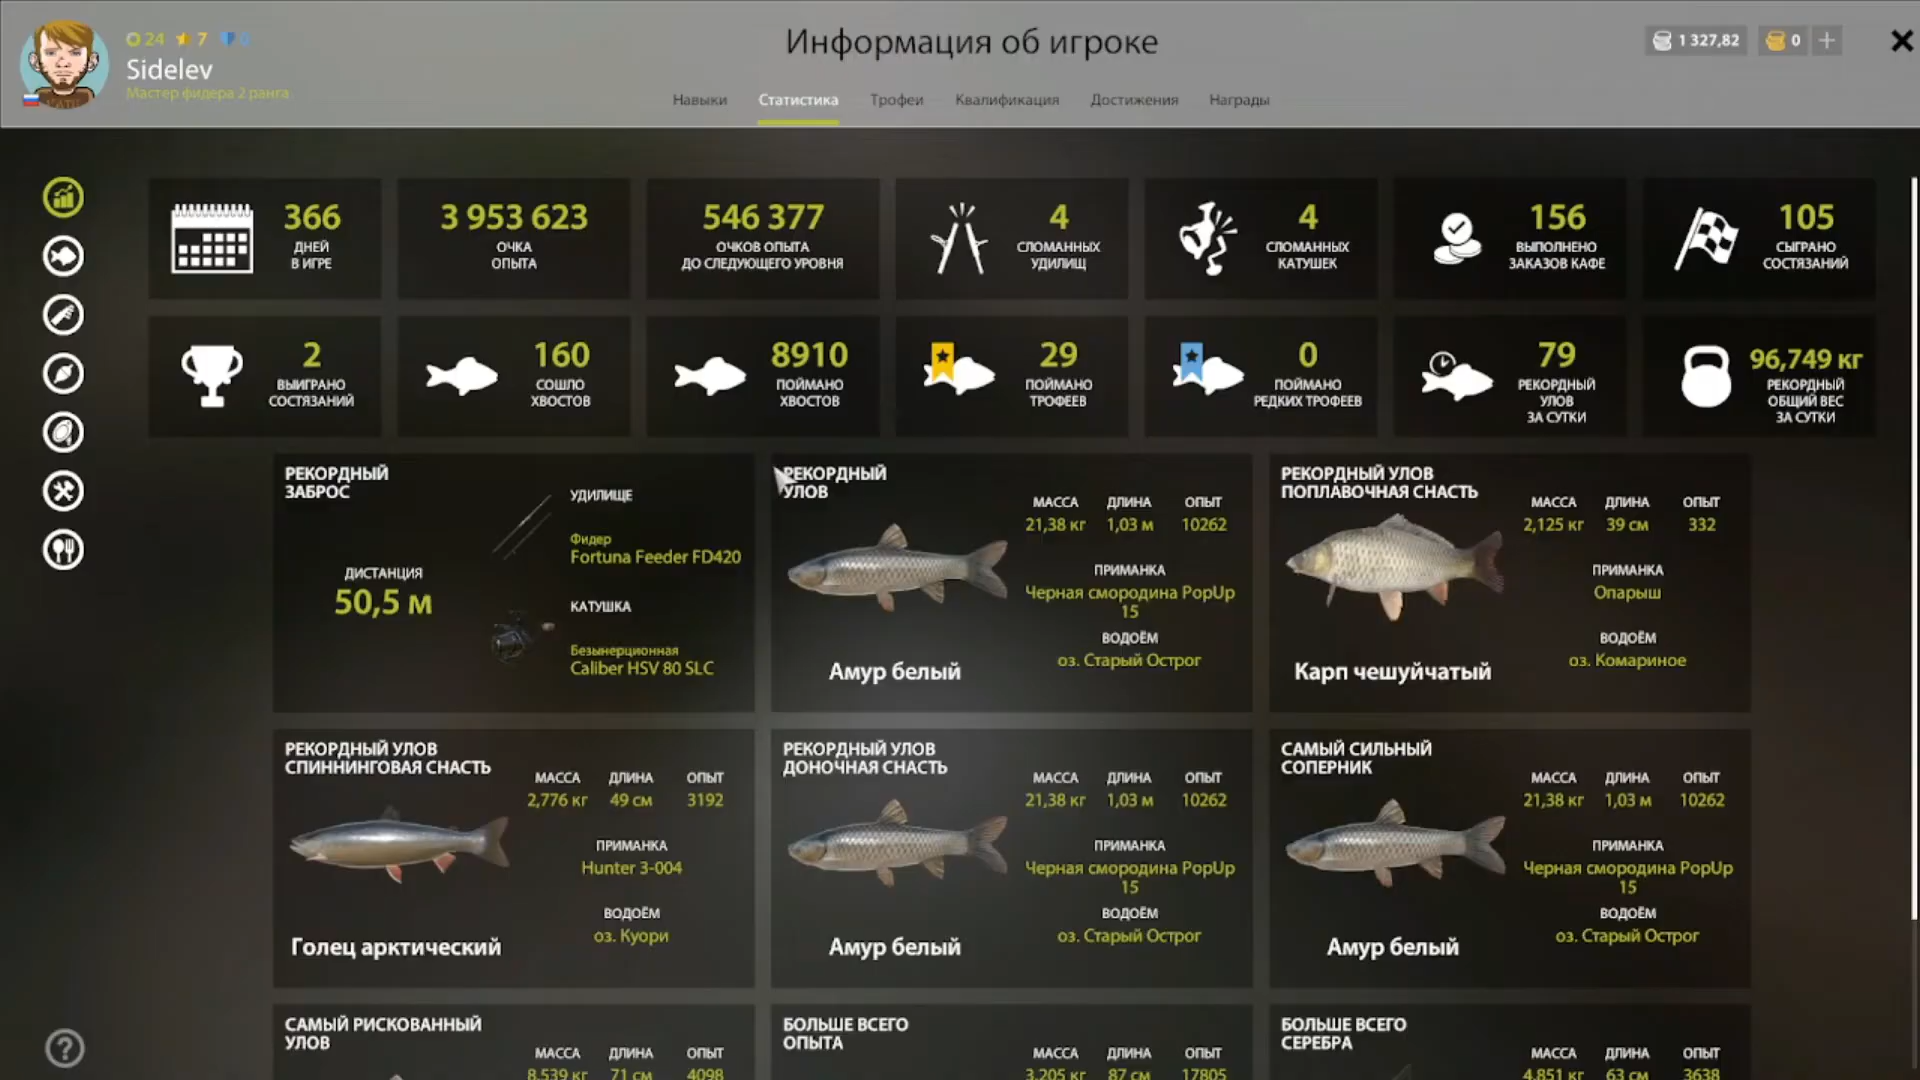 24 7 0
Sidelev
Мастер фидера 2 ранга
Информация об игроке
1 327,82 0 +
Навыки Статистика Трофеи Квалификация Достижения Награды
366
ДНЕЙ
В ИГРЕ
3 953 623
ОЧКА
ОПЫТА
546 377
ОЧКОВ ОПЫТА
ДО СЛЕДУЮЩЕГО УРОВНЯ
4
СЛОМАННЫХ
УДИЛИЩ
4
СЛОМАННЫХ
КАТУШЕК
156
ВЫПОЛНЕНО
ЗАКАЗОВ КАФЕ
105
СЫГРАНО
СОСТЯЗАНИЙ
2
ВЫИГРАНО
СОСТЯЗАНИЙ
160
СОШЛО
ХВОСТОВ
8910
ПОЙМАНО
ХВОСТОВ
29
ПОЙМАНО
ТРОФЕЕВ
0
ПОЙМАНО
РЕДКИХ ТРОФЕЕВ
79
РЕКОРДНЫЙ
УЛОВ
ЗА СУТКИ
96,749 кг
РЕКОРДНЫЙ
ОБЩИЙ ВЕС
ЗА СУТКИ
РЕКОРДНЫЙ
ЗАБРОС
ДИСТАНЦИЯ
50,5 м
УДИЛИЩЕ
Фидер
Fortuna Feeder FD420
КАТУШКА
Безынерционная
Caliber HSV 80 SLC
РЕКОРДНЫЙ
УЛОВ
МАССА ДЛИНА ОПЫТ
21,38 кг 1,03 м 10262
ПРИМАНКА
Черная смородина PopUp
15
ВОДОЁМ
оз. Старый Острог
Амур белый
РЕКОРДНЫЙ УЛОВ
ПОПЛАВОЧНАЯ СНАСТЬ
МАССА ДЛИНА ОПЫТ
2,125 кг 39 см 332
ПРИМАНКА
Опарыш
ВОДОЁМ
оз. Комариное
Карп чешуйчатый
РЕКОРДНЫЙ УЛОВ
СПИННИНГОВАЯ СНАСТЬ
МАССА ДЛИНА ОПЫТ
2,776 кг 49 см 3192
ПРИМАНКА
Hunter 3-004
ВОДОЁМ
оз. Куори
Голец арктический
РЕКОРДНЫЙ УЛОВ
ДОНОЧНАЯ СНАСТЬ
МАССА ДЛИНА ОПЫТ
21,38 кг 1,03 м 10262
ПРИМАНКА
Черная смородина PopUp
15
ВОДОЁМ
оз. Старый Острог
Амур белый
САМЫЙ СИЛЬНЫЙ
СОПЕРНИК
МАССА ДЛИНА ОПЫТ
21,38 кг 1,03 м 10262
ПРИМАНКА
Черная смородина PopUp
15
ВОДОЁМ
оз. Старый Острог
Амур белый
САМЫЙ РИСКОВАННЫЙ
УЛОВ
МАССА ДЛИНА ОПЫТ
8,539 кг 71 см 4098
БОЛЬШЕ ВСЕГО
ОПЫТА
МАССА ДЛИНА ОПЫТ
3,205 кг 87 см 17805
БОЛЬШЕ ВСЕГО
СЕРЕБРА
МАССА ДЛИНА ОПЫТ
4,851 кг 63 см 3638
?